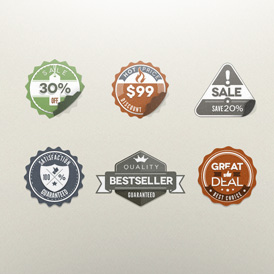 SALE
30%
OFF
HOT PRICE
$99
DISCOUNT
SALE
SAVE 20%
SATISFACTION
100 %
GUARANTEED
QUALITY
BESTSELLER
GUARANTEED
GREAT
DEAL
BEST CHOICE